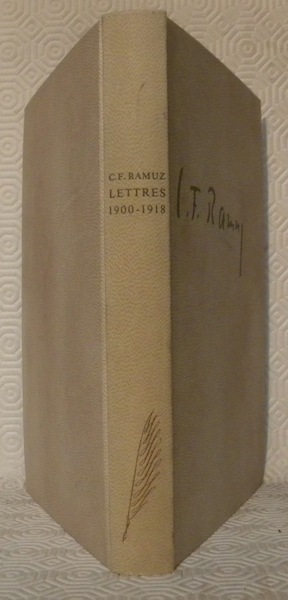 C. F. RAMUZ
LETTRES
1900-1918
C. F. Ramuz